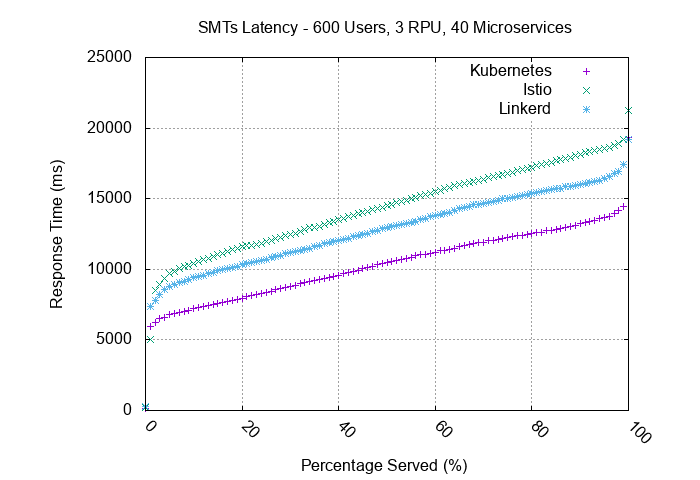 SMTs Latency - 600 Users, 3 RPU, 40 Microservices
Response Time (ms)
25000
20000
15000
10000
5000
0
Kubernetes
Istio
Linkerd
0
20
40
60
80
100
Percentage Served (%)